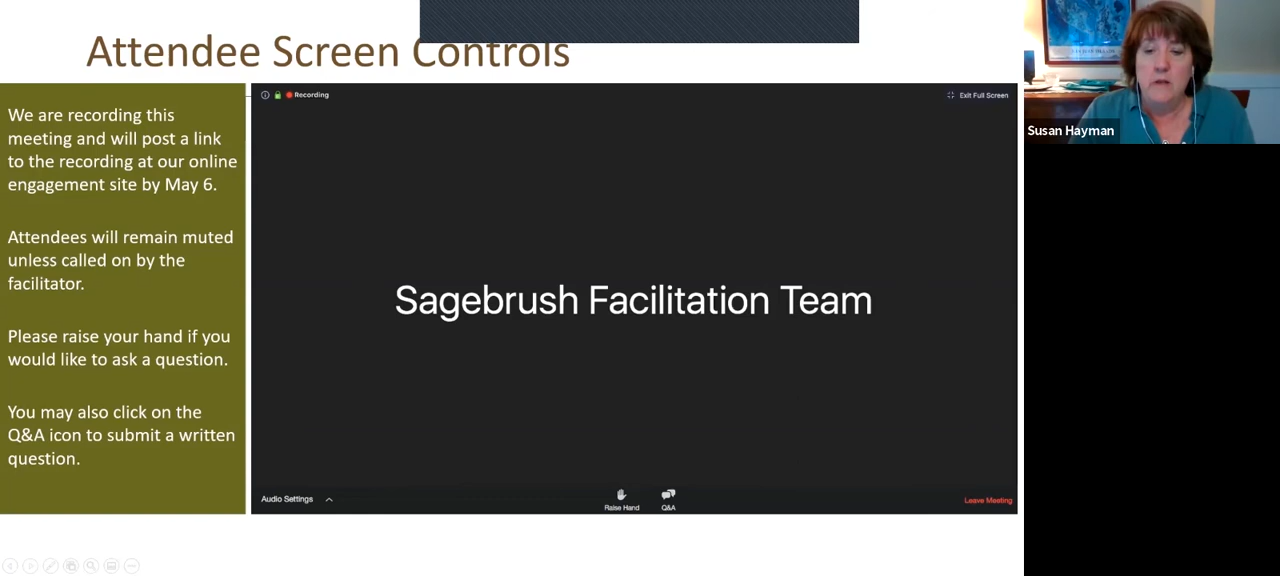 Attendee Screen Controls
We are recording this
meeting and will post a link
to the recording at our online
engagement site by May 6.
Attendees will remain muted
unless called on by the
facilitator.
Please raise your hand if you
would like to ask a question.
You may also click on the
Q&A icon to submit a written
question.
Recording
Exit Full Screen
Sagebrush Facilitation Team
Audio Settings
Raise Hand
Q&A
Leave Meeting
Susan Hayman